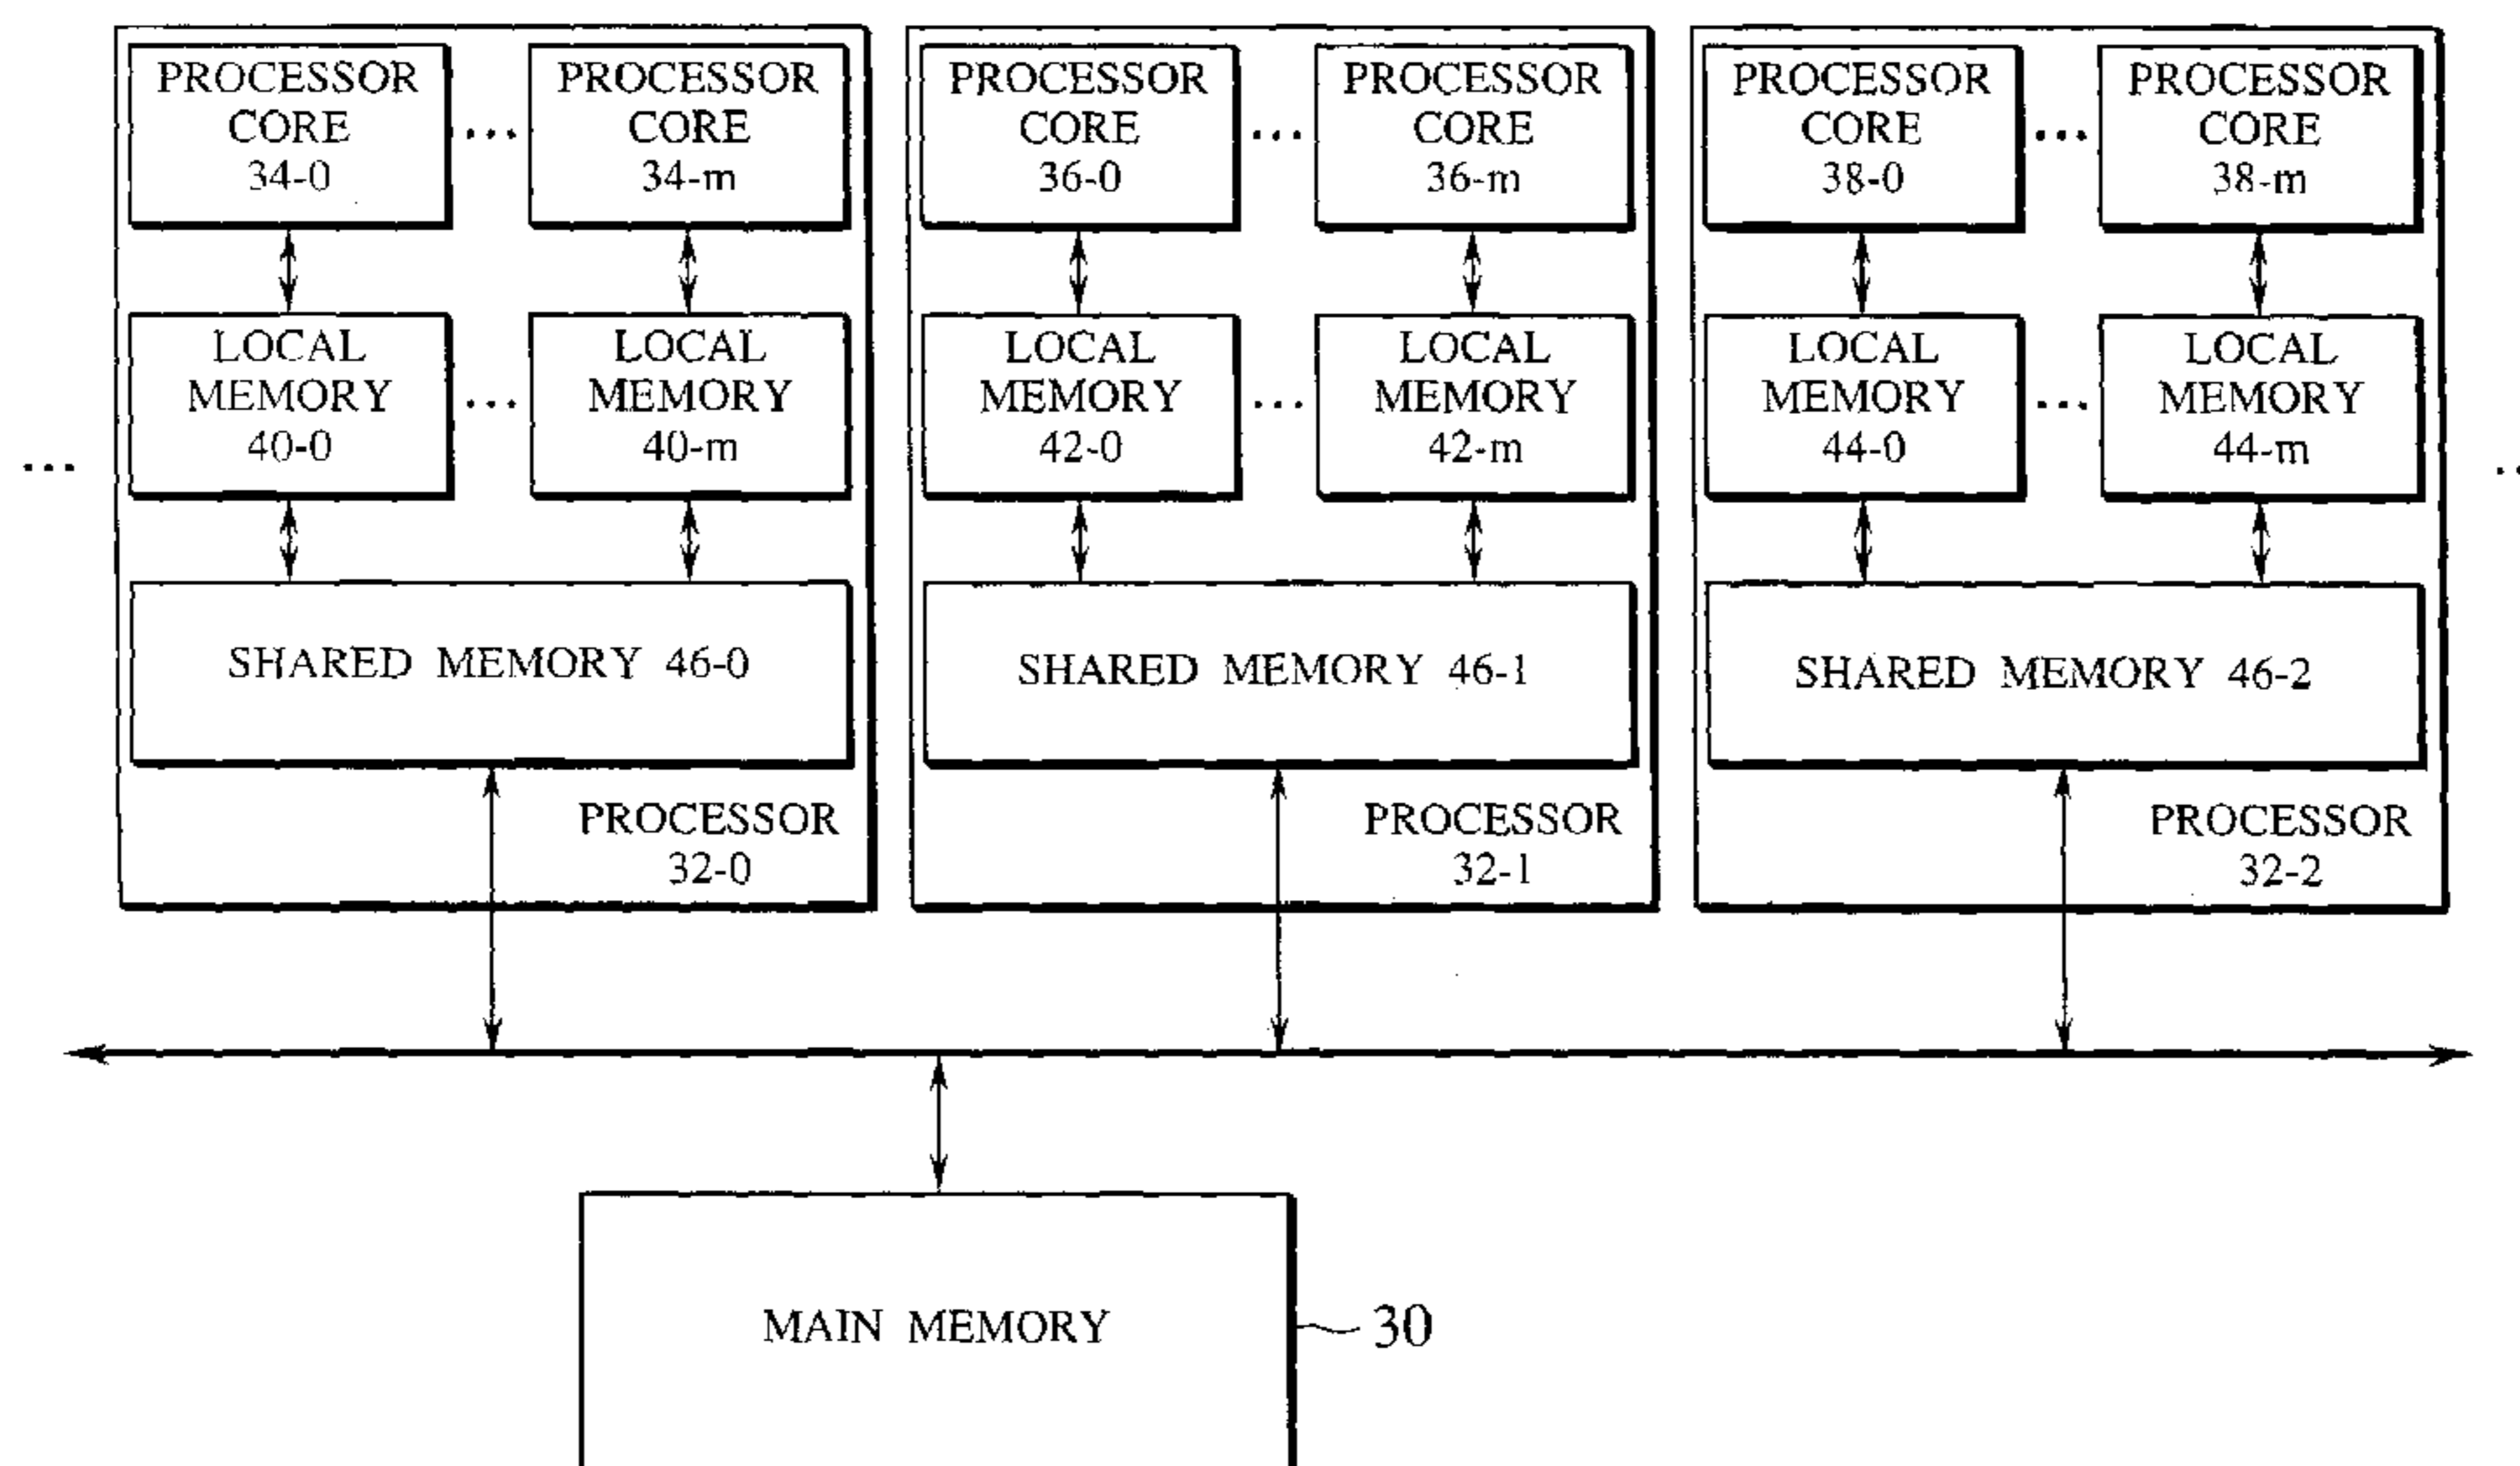 PROCESSOR
CORE
34-0
...
PROCESSOR
CORE
34-m
PROCESSOR
CORE
36-0
...
PROCESSOR
CORE
36-m
PROCESSOR
CORE
38-0
...
PROCESSOR
CORE
38-m
LOCAL
MEMORY
40-0
...
LOCAL
MEMORY
40-m
LOCAL
MEMORY
42-0
...
LOCAL
MEMORY
42-m
LOCAL
MEMORY
44-0
...
LOCAL
MEMORY
44-m
...
SHARED MEMORY 46-0
SHARED MEMORY 46-1
SHARED MEMORY 46-2
PROCESSOR
32-0
PROCESSOR
32-1
PROCESSOR
32-2
MAIN MEMORY
30